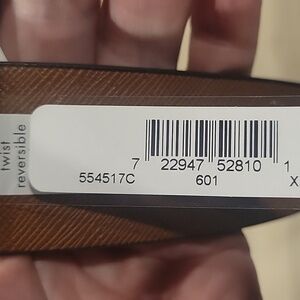 twist
reversible
7 22947 52810 1
554517C 601 X